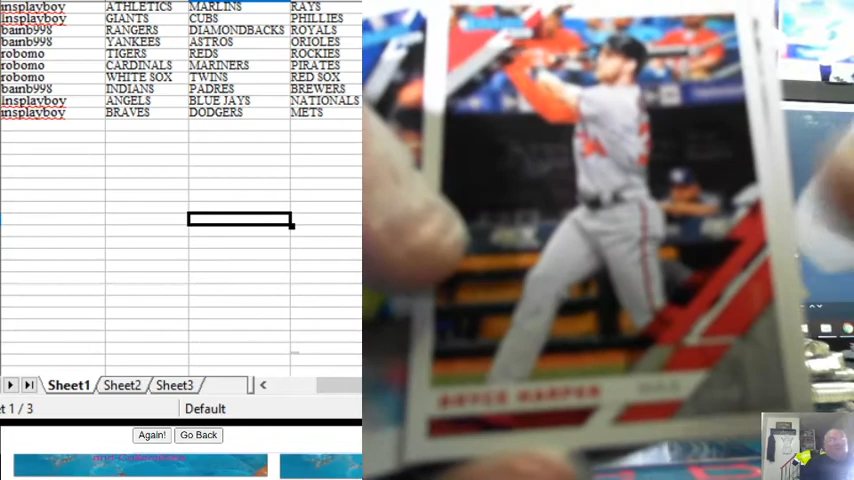 insplayboy ATHLETICS MARLINS RAYS
insplayboy GIANTS CUBS PHILLIES
bamb998 RANGERS DIAMONDBACKS ROYALS
bamb998 YANKEES ASTROS ORIOLES
robomo TIGERS REDS ROCKIES
robomo CARDINALS MARINERS PIRATES
robomo WHITE SOX TWINS RED SOX
bamb998 INDIANS PADRES BREWERS
insplayboy ANGELS BLUE JAYS NATIONALS
insplayboy BRAVES DODGERS METS
Sheet1 Sheet2 Sheet3
t 1 / 3 Default
Again! Go Back
BRYCE HARPER